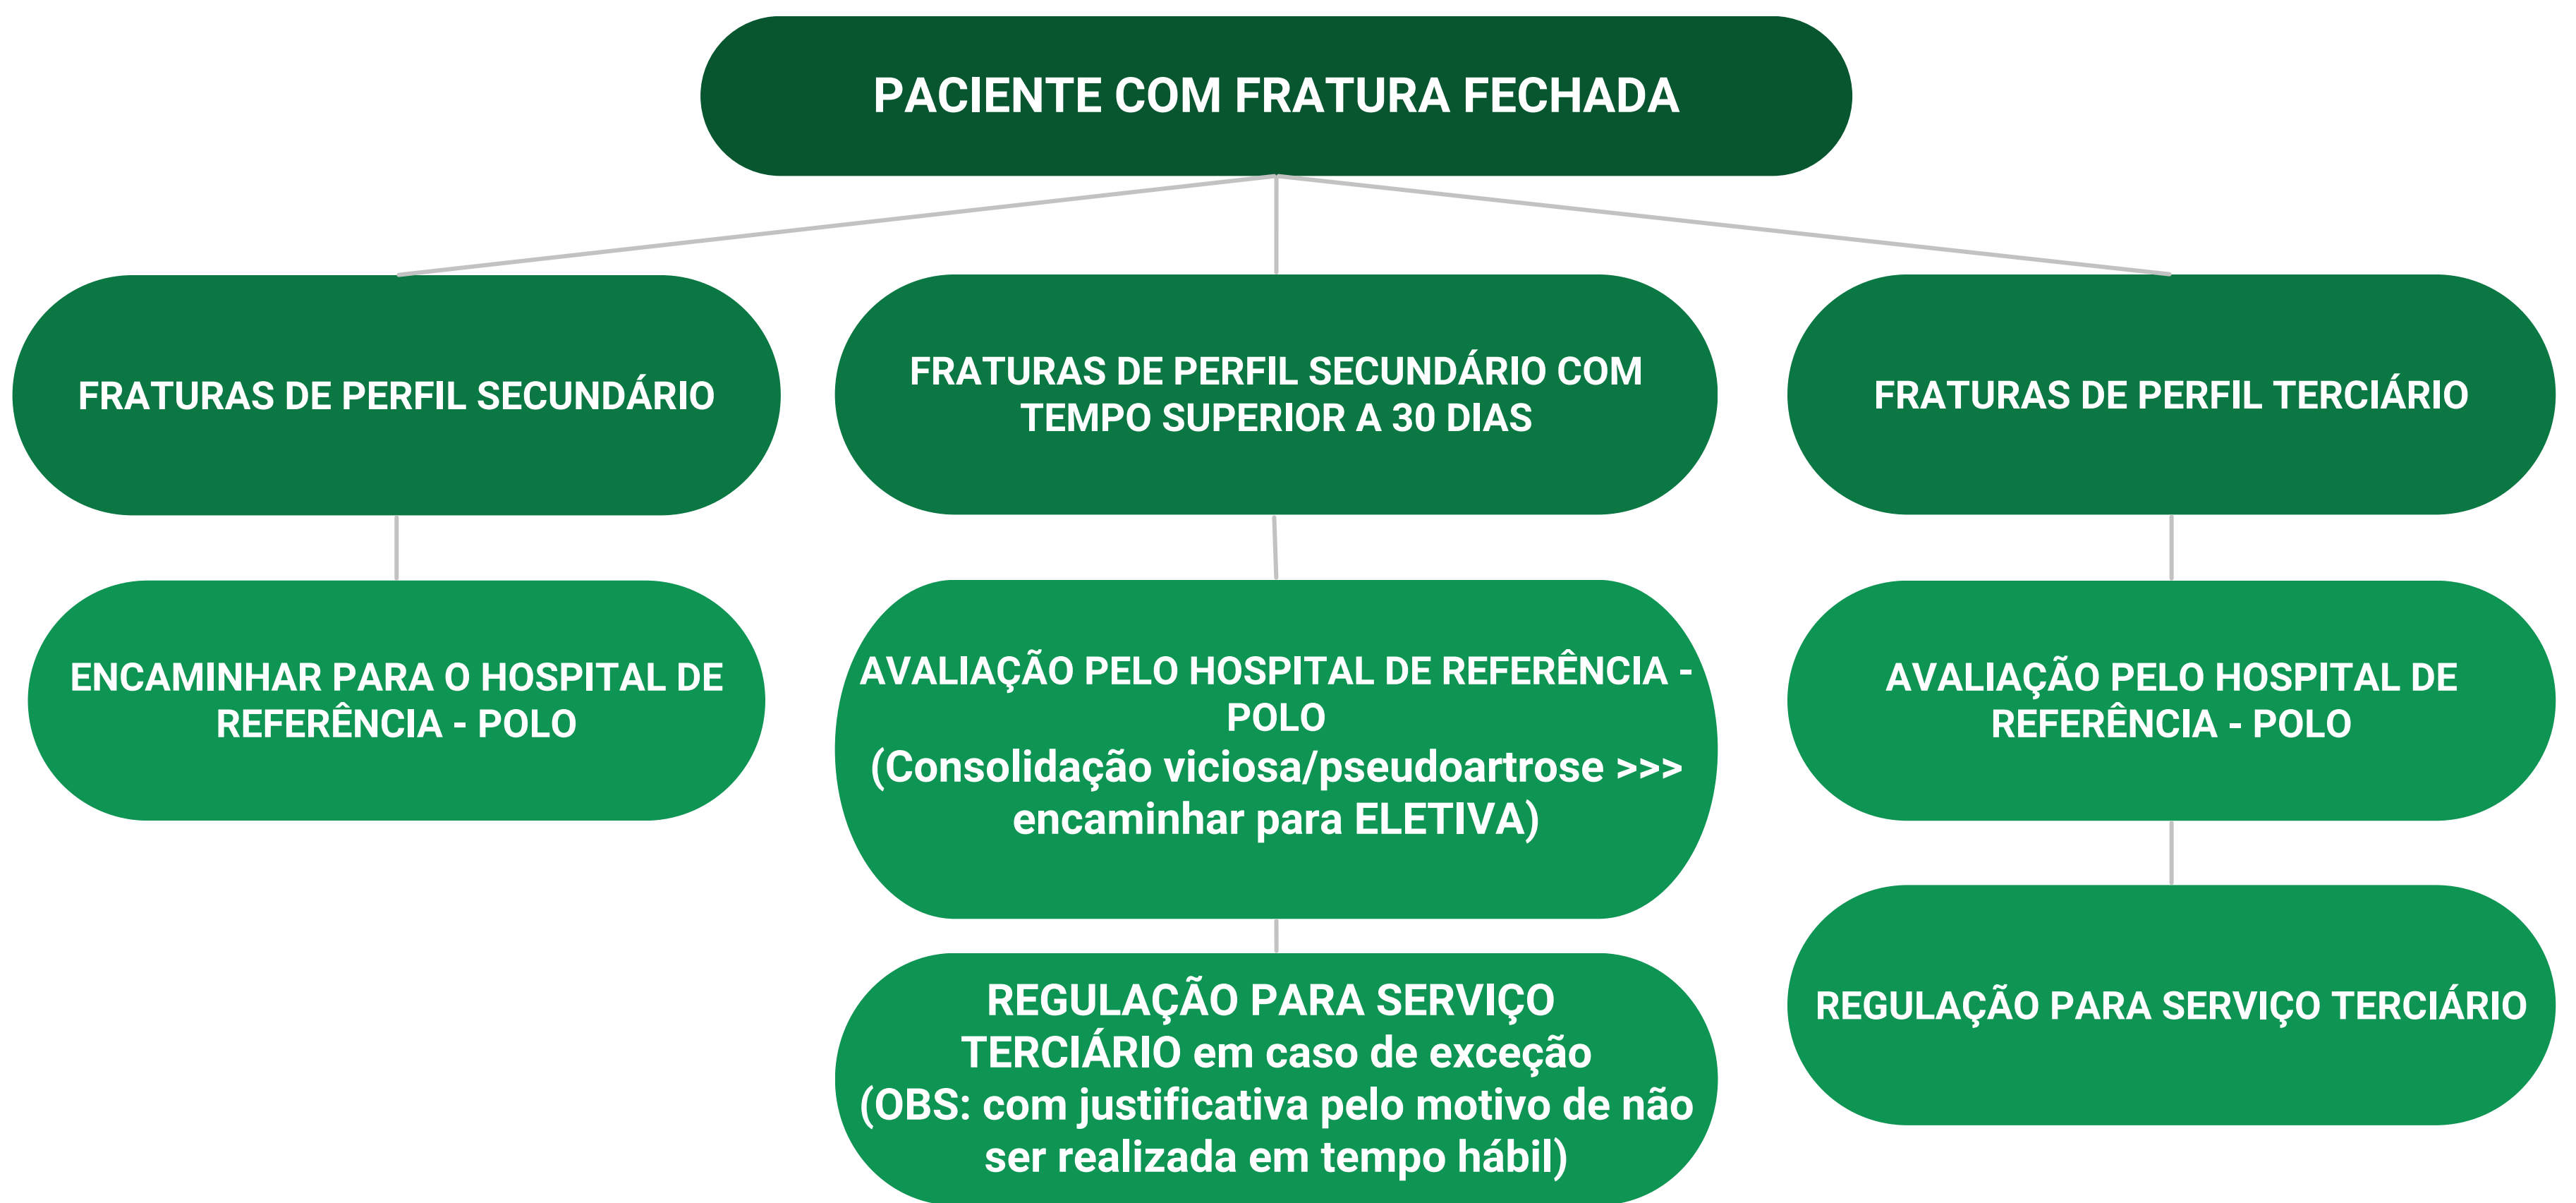 PACIENTE COM FRATURA FECHADA
FRATURAS DE PERFIL SECUNDÁRIO
FRATURAS DE PERFIL SECUNDÁRIO COM
TEMPO SUPERIOR A 30 DIAS
FRATURAS DE PERFIL TERCIÁRIO
ENCAMINHAR PARA O HOSPITAL DE
REFERÊNCIA - POLO
AVALIAÇÃO PELO HOSPITAL DE REFERÊNCIA -
POLO
(Consolidação viciosa/pseudoartrose >>>
encaminhar para ELETIVA)
AVALIAÇÃO PELO HOSPITAL DE
REFERÊNCIA - POLO
REGULAÇÃO PARA SERVIÇO
TERCIÁRIO em caso de exceção
(OBS: com justificativa pelo motivo de não
ser realizada em tempo hábil)
REGULAÇÃO PARA SERVIÇO TERCIÁRIO